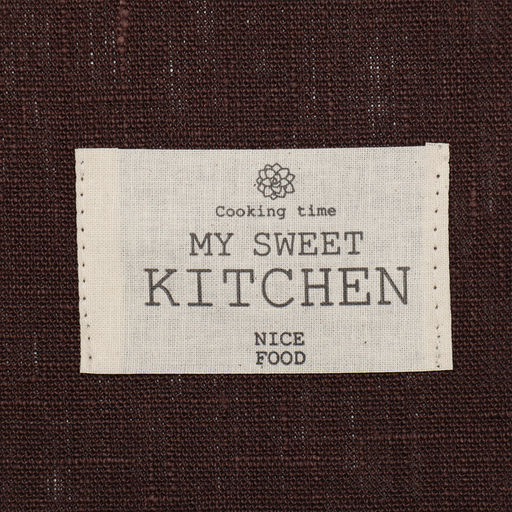 Cooking time
MY SWEET
KITCHEN
NICE
FOOD